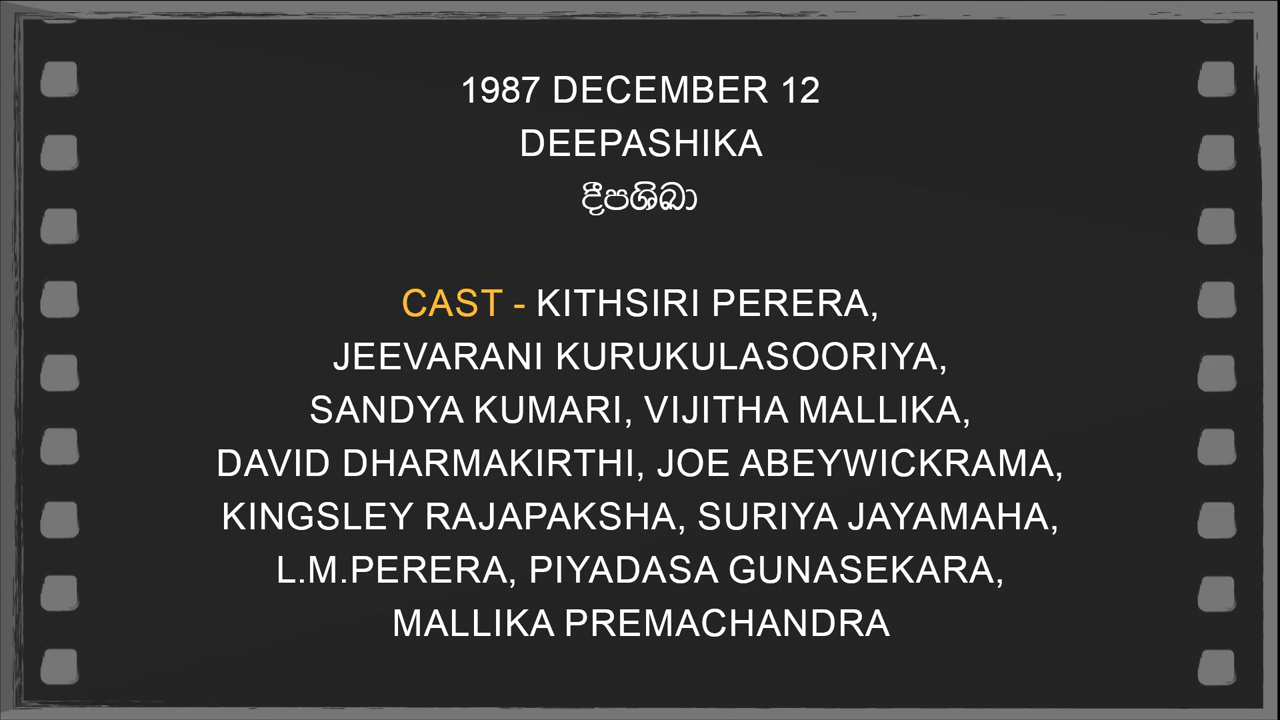 1987 DECEMBER 12
DEEPASHIKA
දීපශිඛා
CAST - KITHSIRI PERERA,
JEEVARANI KURUKULASOORIYA,
SANDYA KUMARI, VIJITHA MALLIKA,
DAVID DHARMAKIRTHI, JOE ABEYWICKRAMA,
KINGSLEY RAJAPAKSHA, SURIYA JAYAMAHA,
L.M.PERERA, PIYADASA GUNASEKARA,
MALLIKA PREMACHANDRA